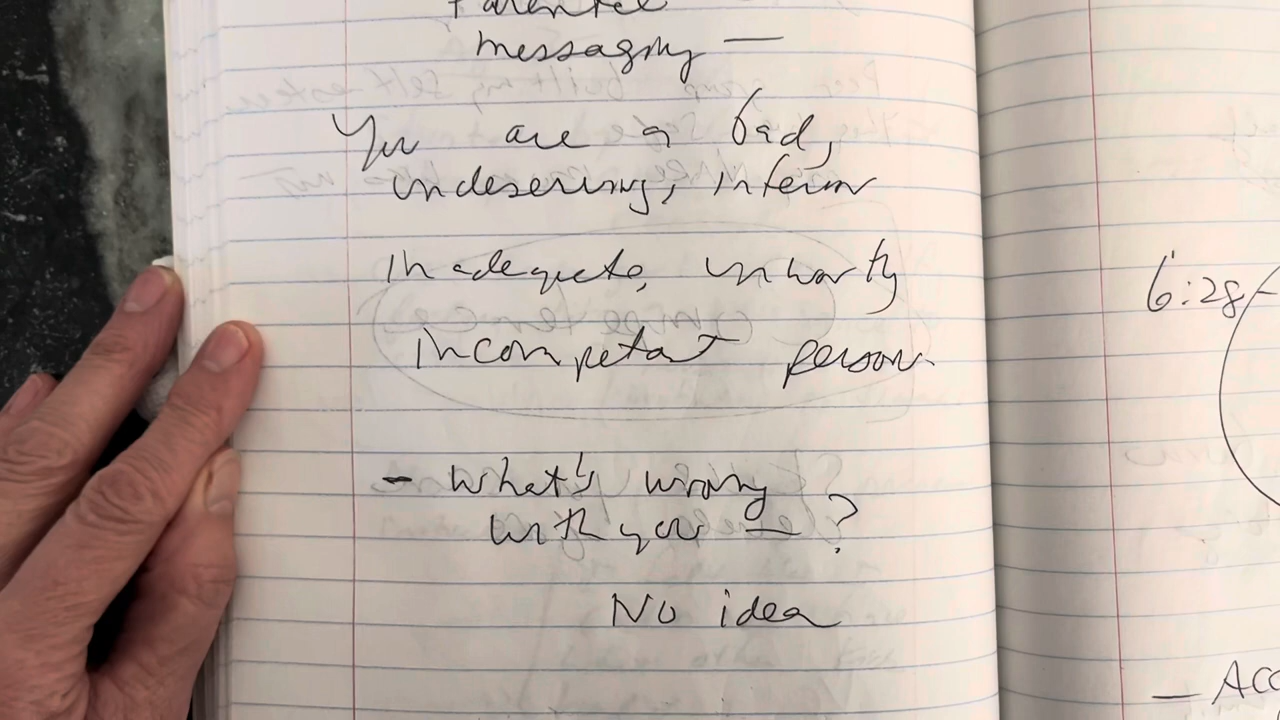 Parental
messaging —
You are a bad,
undeserving, inferior
inadequate, unworthy
incompetent person.
- What's wrong
with you — ?
No idea
6:28 -
— Acc